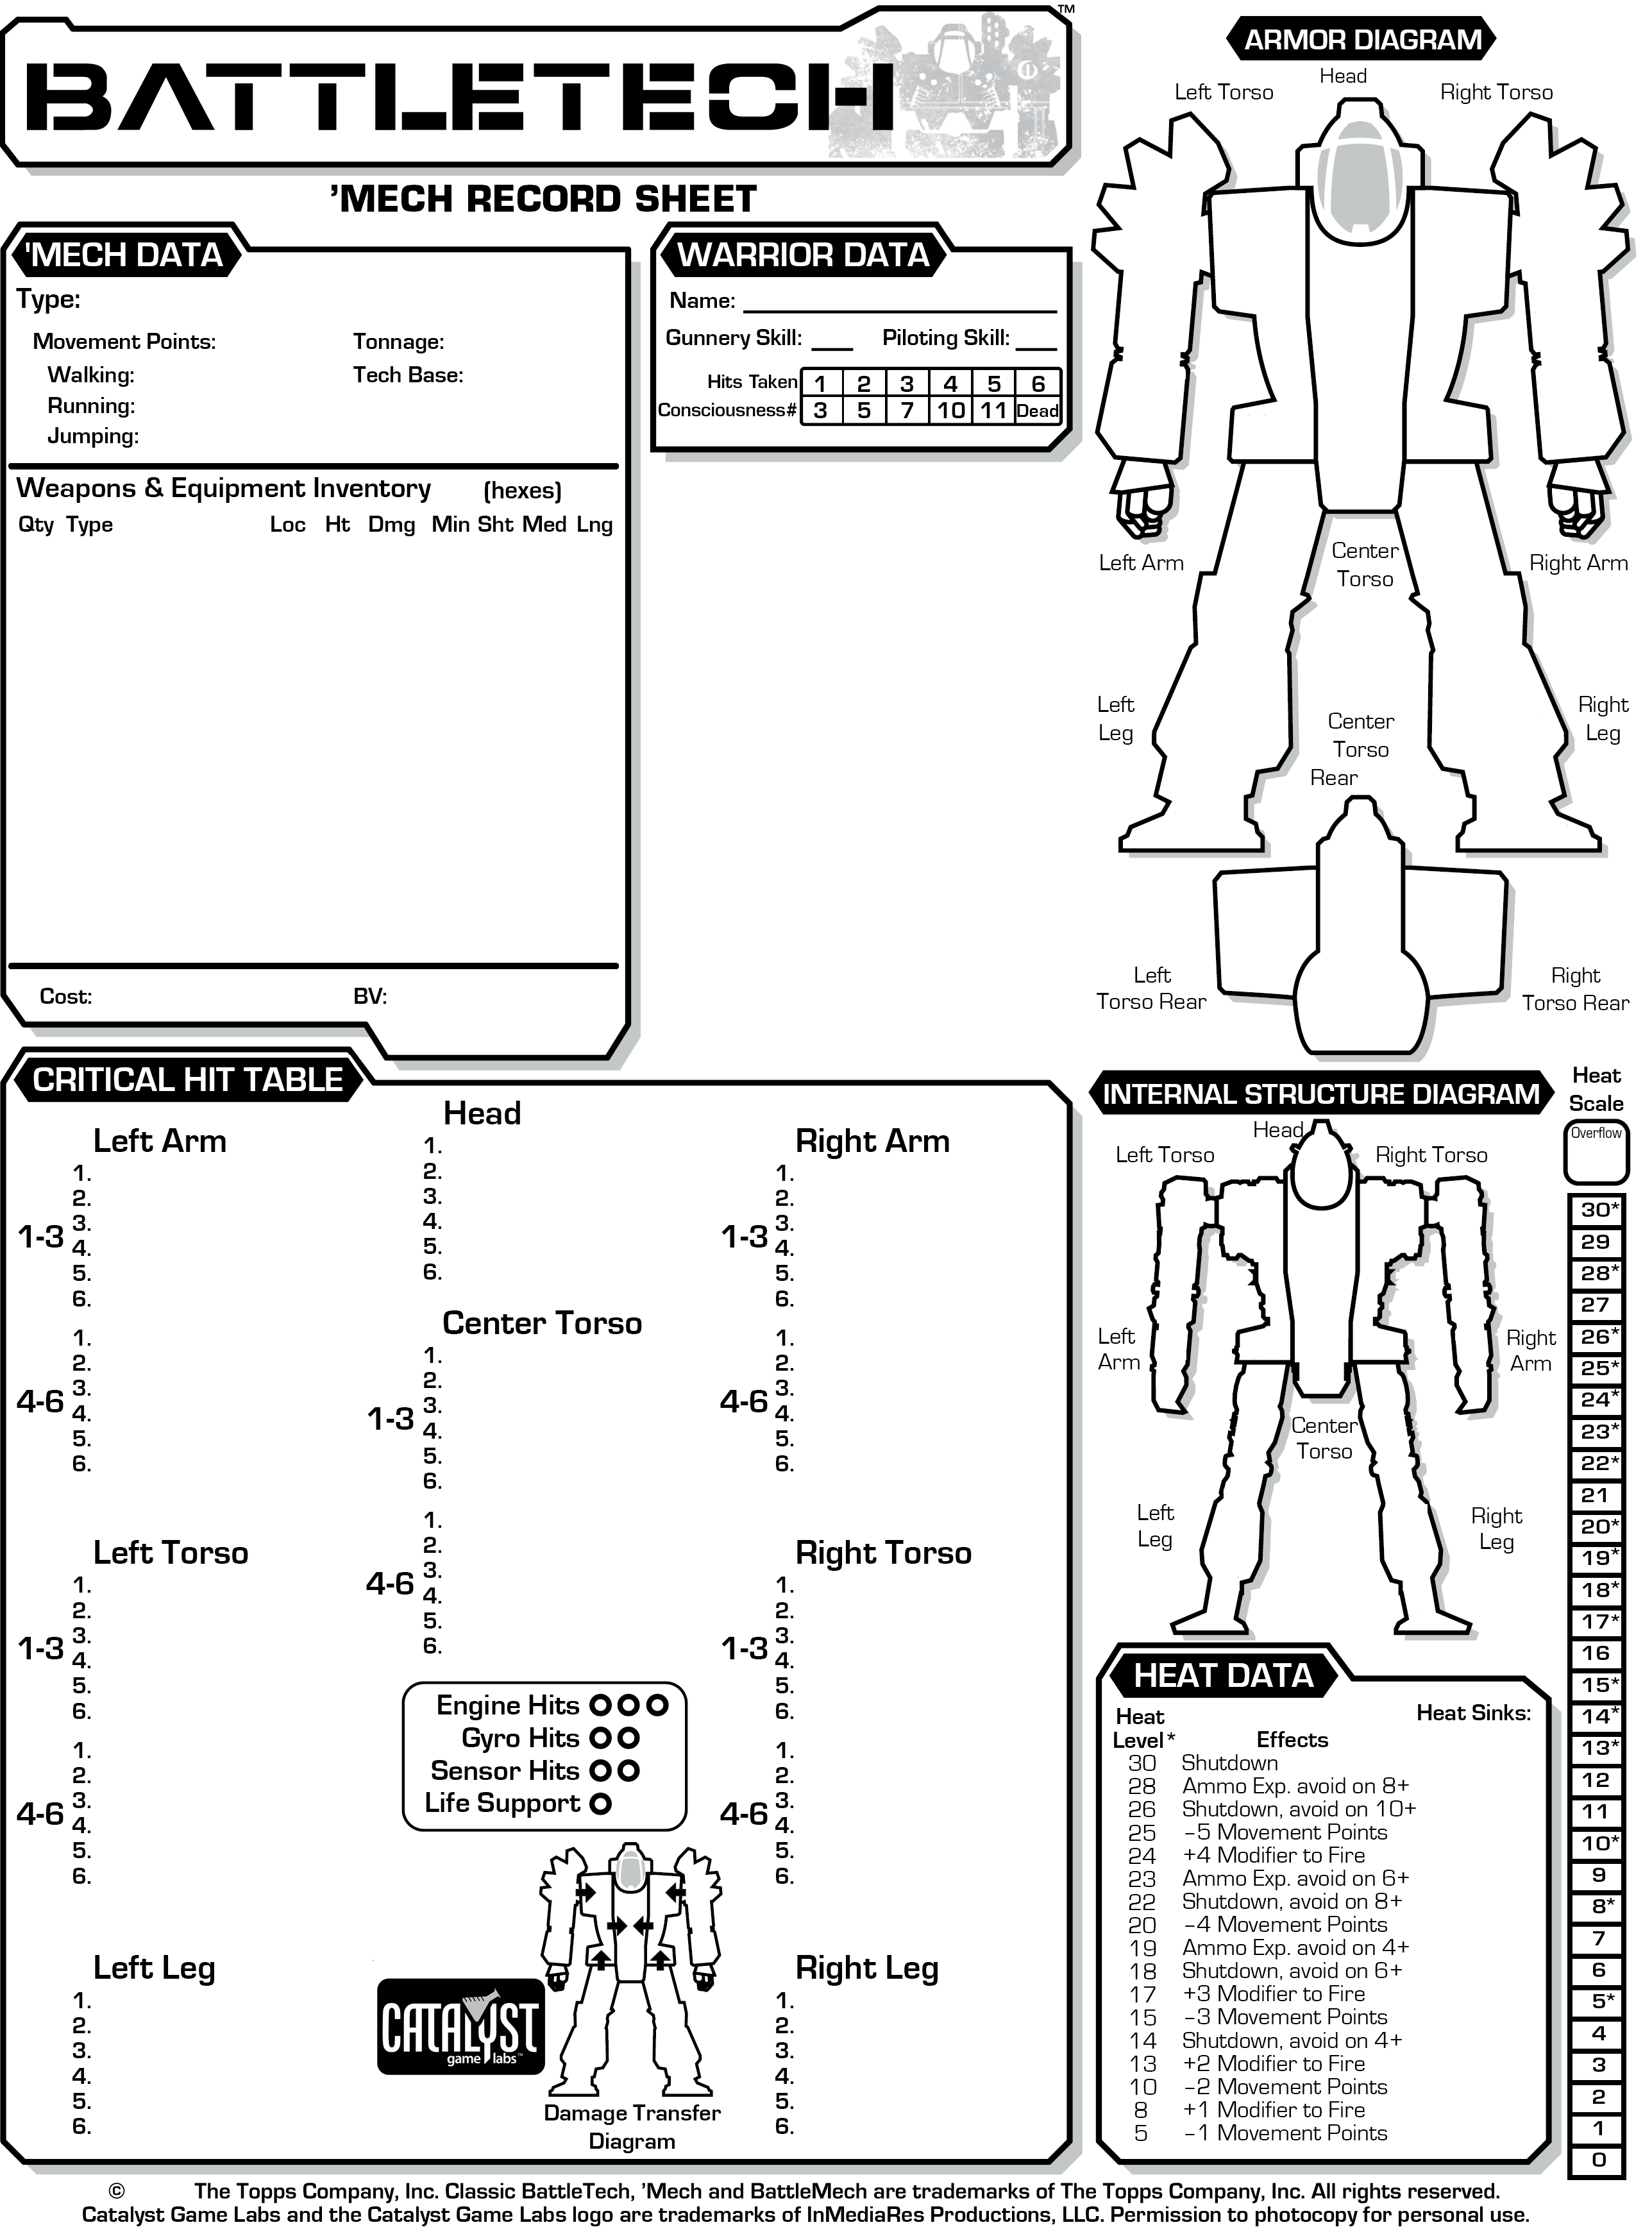 BATTLETECH
TM
'MECH RECORD SHEET
'MECH DATA
Type:
Movement Points:
Tonnage:
Walking:
Tech Base:
Running:
Jumping:
Weapons & Equipment Inventory (hexes)
Qty Type Loc Ht Dmg Min Sht Med Lng
Cost:
BV:
WARRIOR DATA
Name:
Gunnery Skill: Piloting Skill:
Hits Taken 1 2 3 4 5 6
Consciousness# 3 5 7 10 11 Dead
ARMOR DIAGRAM
Head
Left Torso
Right Torso
Left Arm
Center
Torso
Right Arm
Left
Leg
Right
Leg
Center
Torso
Rear
Left
Torso Rear
Right
Torso Rear
CRITICAL HIT TABLE
Left Arm
1-3
1.
2.
3.
4.
5.
6.
4-6
1.
2.
3.
4.
5.
6.
Left Torso
1-3
1.
2.
3.
4.
5.
6.
4-6
1.
2.
3.
4.
5.
6.
Left Leg
1.
2.
3.
4.
5.
6.
Head
1.
2.
3.
4.
5.
6.
Center Torso
1-3
1.
2.
3.
4.
5.
6.
4-6
1.
2.
3.
4.
5.
6.
Engine Hits
Gyro Hits
Sensor Hits
Life Support
CATALYST
game labs™
Damage Transfer
Diagram
Right Arm
1-3
1.
2.
3.
4.
5.
6.
4-6
1.
2.
3.
4.
5.
6.
Right Torso
1-3
1.
2.
3.
4.
5.
6.
4-6
1.
2.
3.
4.
5.
6.
Right Leg
1.
2.
3.
4.
5.
6.
INTERNAL STRUCTURE DIAGRAM
Head
Left Torso
Right Torso
Left
Arm
Right
Arm
Center
Torso
Left
Leg
Right
Leg
Heat
Scale
Overflow
30*
29
28*
27
26*
25*
24*
23*
22*
21
20*
19*
18*
17*
16
15*
14*
13*
12
11
10*
9
8*
7
6
5*
4
3
2
1
0
HEAT DATA
Heat Sinks:
Heat
Level* Effects
30 Shutdown
28 Ammo Exp. avoid on 8+
26 Shutdown, avoid on 10+
25 –5 Movement Points
24 +4 Modifier to Fire
23 Ammo Exp. avoid on 6+
22 Shutdown, avoid on 8+
20 –4 Movement Points
19 Ammo Exp. avoid on 4+
18 Shutdown, avoid on 6+
17 +3 Modifier to Fire
15 –3 Movement Points
14 Shutdown, avoid on 4+
13 +2 Modifier to Fire
10 –2 Movement Points
8 +1 Modifier to Fire
5 –1 Movement Points
© The Topps Company, Inc. Classic BattleTech, 'Mech and BattleMech are trademarks of The Topps Company, Inc. All rights reserved.
Catalyst Game Labs and the Catalyst Game Labs logo are trademarks of InMediaRes Productions, LLC. Permission to photocopy for personal use.